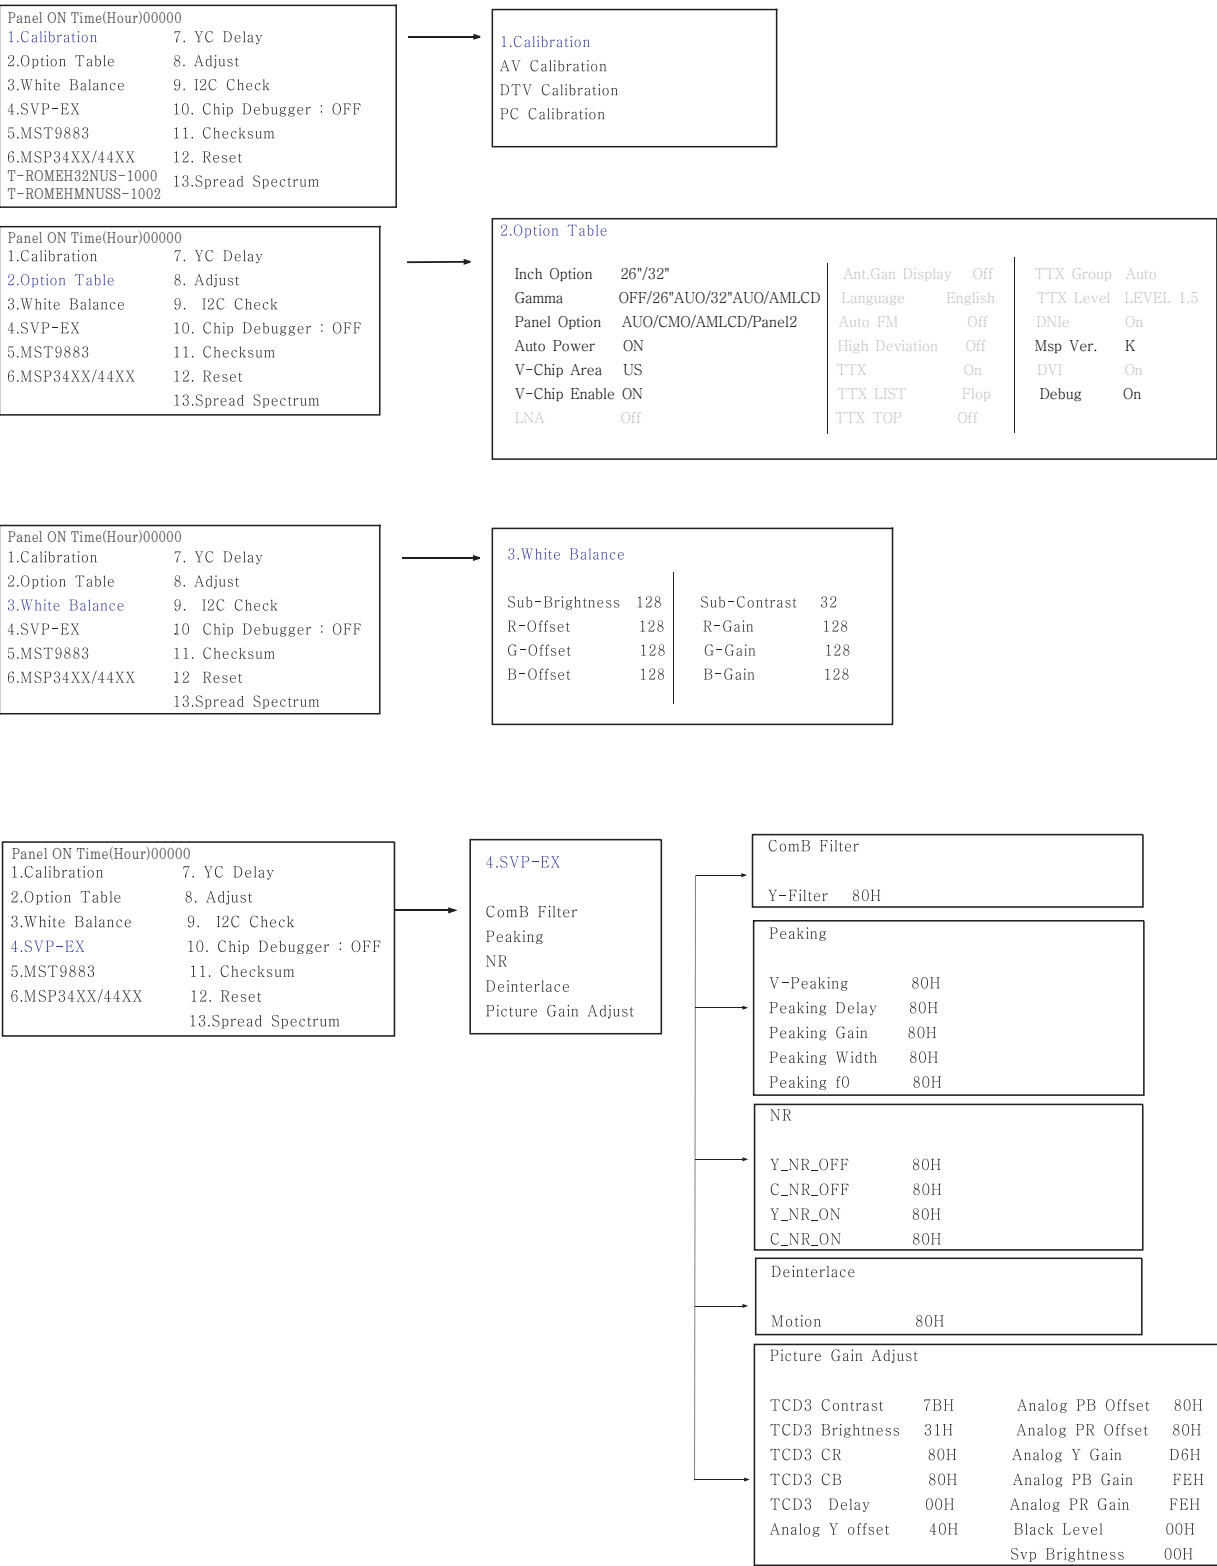 Panel ON Time(Hour)00000
1.Calibration 7. YC Delay
2.Option Table 8. Adjust
3.White Balance 9. I2C Check
4.SVP-EX 10. Chip Debugger : OFF
5.MST9883 11. Checksum
6.MSP34XX/44XX 12. Reset
T-ROMEH32NUS-1000 13.Spread Spectrum
T-ROMEHMNUSS-1002
1.Calibration
AV Calibration
DTV Calibration
PC Calibration
Panel ON Time(Hour)00000
1.Calibration 7. YC Delay
2.Option Table 8. Adjust
3.White Balance 9. I2C Check
4.SVP-EX 10. Chip Debugger : OFF
5.MST9883 11. Checksum
6.MSP34XX/44XX 12. Reset
13.Spread Spectrum
2.Option Table
Inch Option 26"/32" Ant.Gan Display Off TTX Group Auto
Gamma OFF/26"AUO/32"AUO/AMLCD Language English TTX Level LEVEL 1.5
Panel Option AUO/CMO/AMLCD/Panel2 Auto FM Off DNIe On
Auto Power ON High Deviation Off Msp Ver. K
V-Chip Area US TTX On DVI On
V-Chip Enable ON TTX LIST Flop Debug On
LNA Off TTX TOP Off
Panel ON Time(Hour)00000
1.Calibration 7. YC Delay
2.Option Table 8. Adjust
3.White Balance 9. I2C Check
4.SVP-EX 10 Chip Debugger : OFF
5.MST9883 11. Checksum
6.MSP34XX/44XX 12 Reset
13.Spread Spectrum
3.White Balance
Sub-Brightness 128 Sub-Contrast 32
R-Offset 128 R-Gain 128
G-Offset 128 G-Gain 128
B-Offset 128 B-Gain 128
Panel ON Time(Hour)00000
1.Calibration 7. YC Delay
2.Option Table 8. Adjust
3.White Balance 9. I2C Check
4.SVP-EX 10. Chip Debugger : OFF
5.MST9883 11. Checksum
6.MSP34XX/44XX 12. Reset
13.Spread Spectrum
4.SVP-EX
ComB Filter
Peaking
NR
Deinterlace
Picture Gain Adjust
ComB Filter
Y-Filter 80H
Peaking
V-Peaking 80H
Peaking Delay 80H
Peaking Gain 80H
Peaking Width 80H
Peaking f0 80H
NR
Y_NR_OFF 80H
C_NR_OFF 80H
Y_NR_ON 80H
C_NR_ON 80H
Deinterlace
Motion 80H
Picture Gain Adjust
TCD3 Contrast 7BH Analog PB Offset 80H
TCD3 Brightness 31H Analog PR Offset 80H
TCD3 CR 80H Analog Y Gain D6H
TCD3 CB 80H Analog PB Gain FEH
TCD3 Delay 00H Analog PR Gain FEH
Analog Y offset 40H Black Level 00H
Svp Brightness 00H